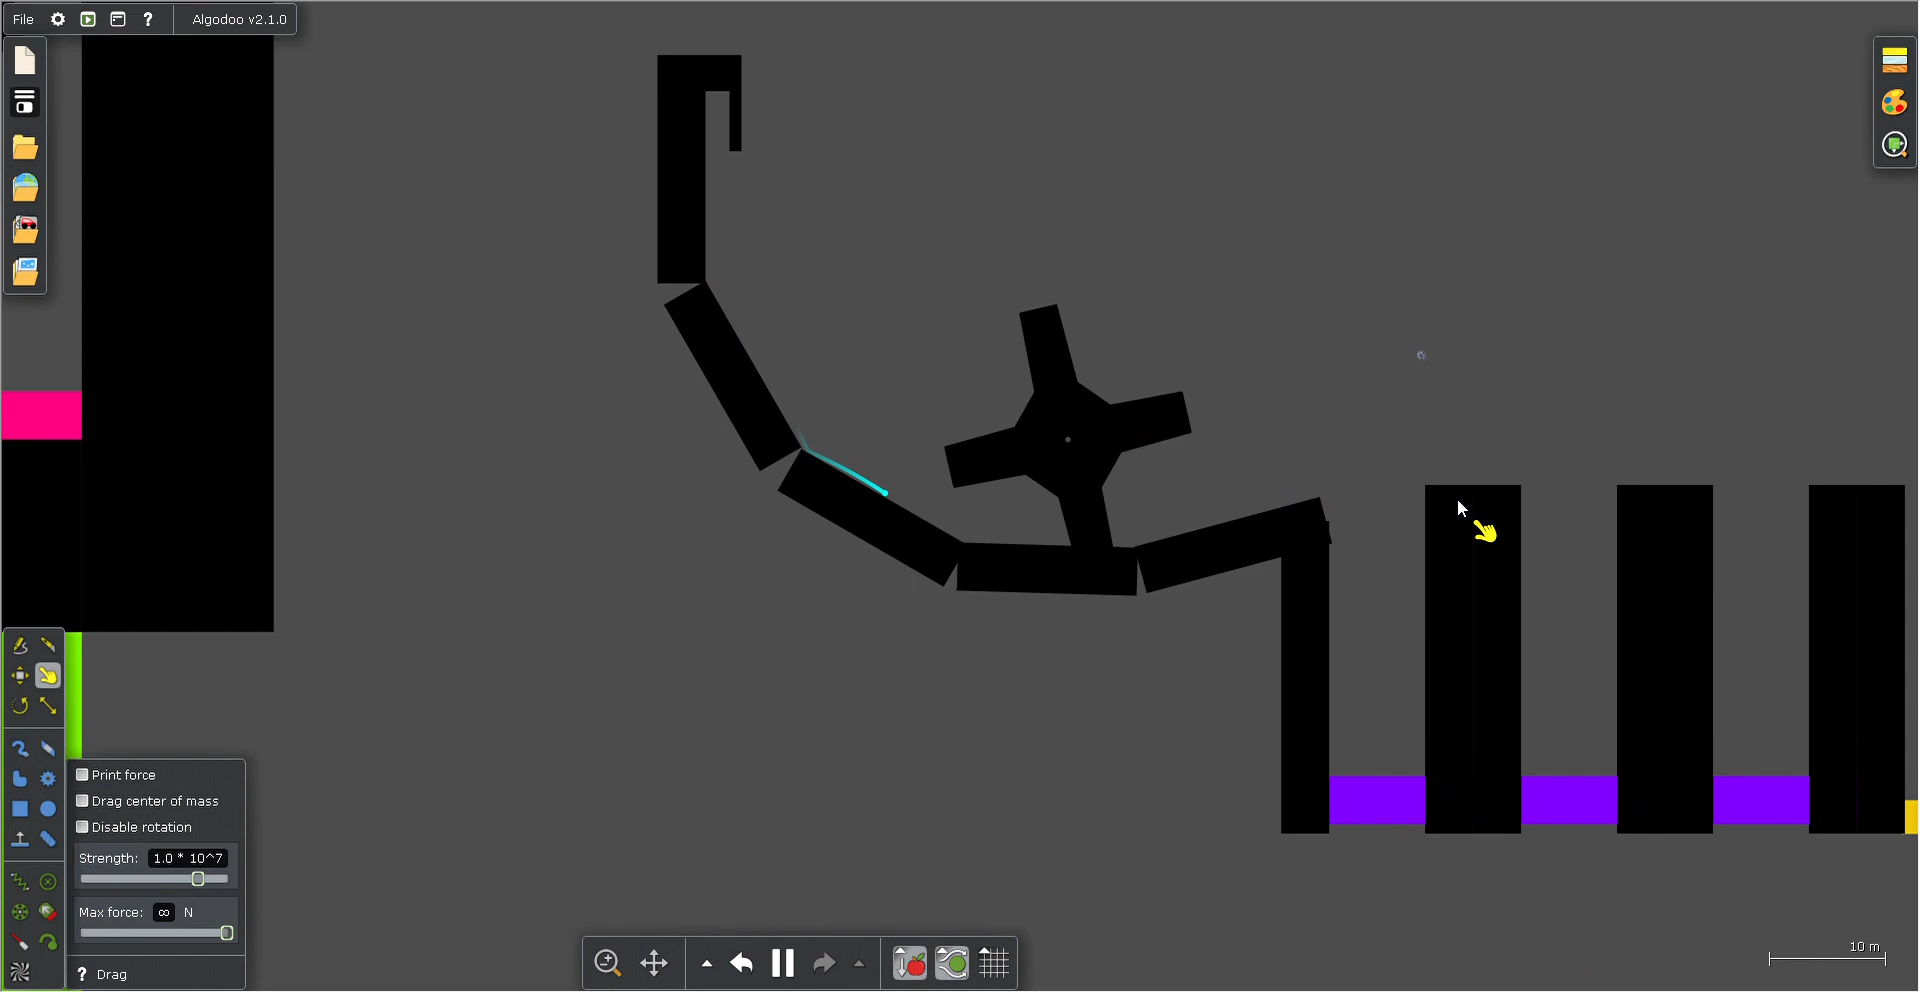 File ? Algodoo v2.1.0
Print force
Drag center of mass
Disable rotation
Strength: 1.0 * 10^7
Max force: ∞ N
? Drag
10 m